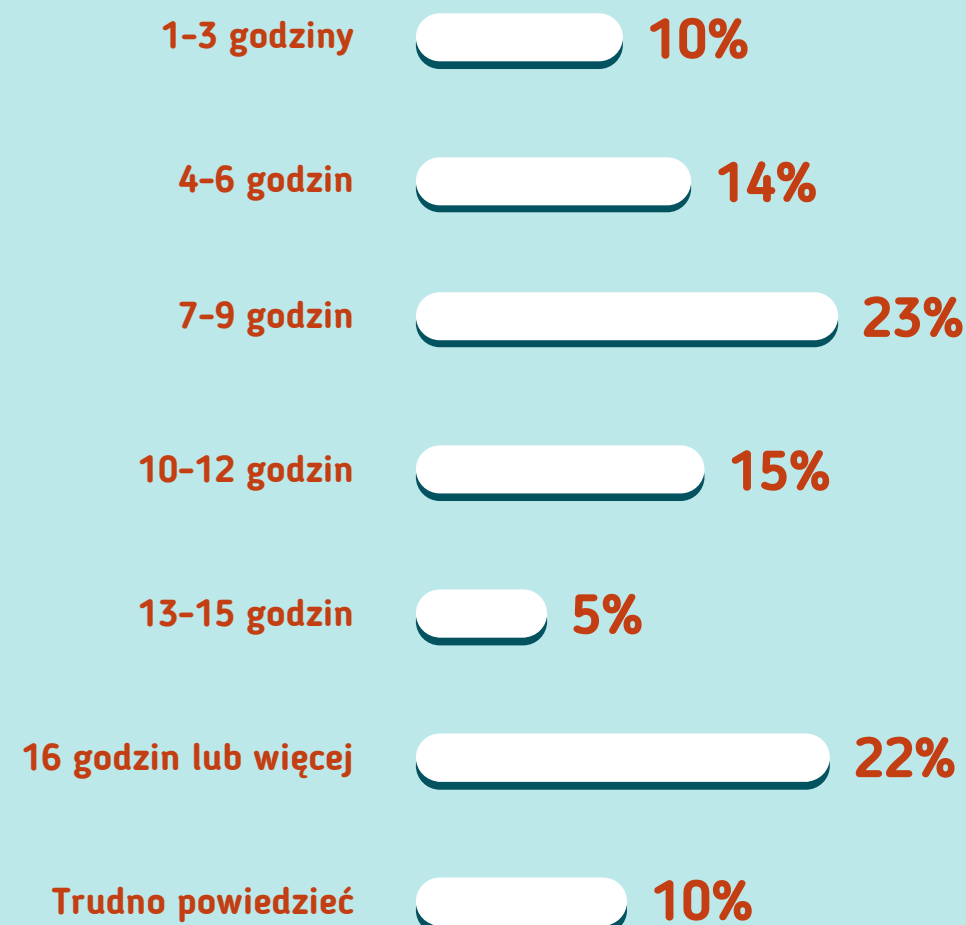 1-3 godziny 10%
4-6 godzin 14%
7-9 godzin 23%
10-12 godzin 15%
13-15 godzin 5%
16 godzin lub więcej 22%
Trudno powiedzieć 10%